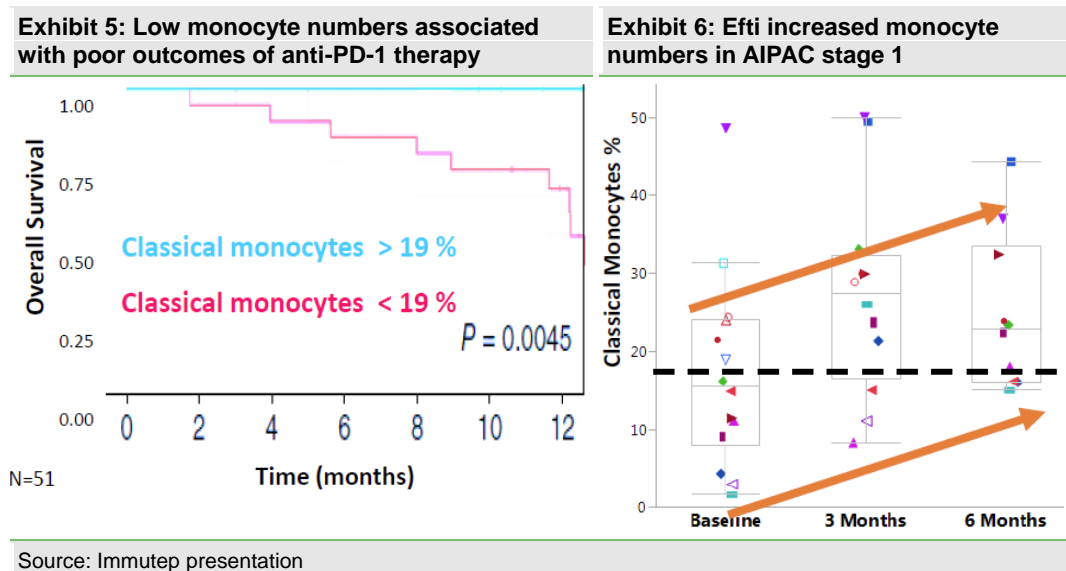 Exhibit 5: Low monocyte numbers associated
with poor outcomes of anti-PD-1 therapy
Overall Survival
1.00
0.75
0.50
0.25
0.00
Classical monocytes > 19 %
Classical monocytes < 19 %
P = 0.0045
0 2 4 6 8 10 12
Time (months)
N=51
Exhibit 6: Efti increased monocyte
numbers in AIPAC stage 1
Classical Monocytes %
50
40
30
20
10
0
Baseline 3 Months 6 Months
Source: Immutep presentation